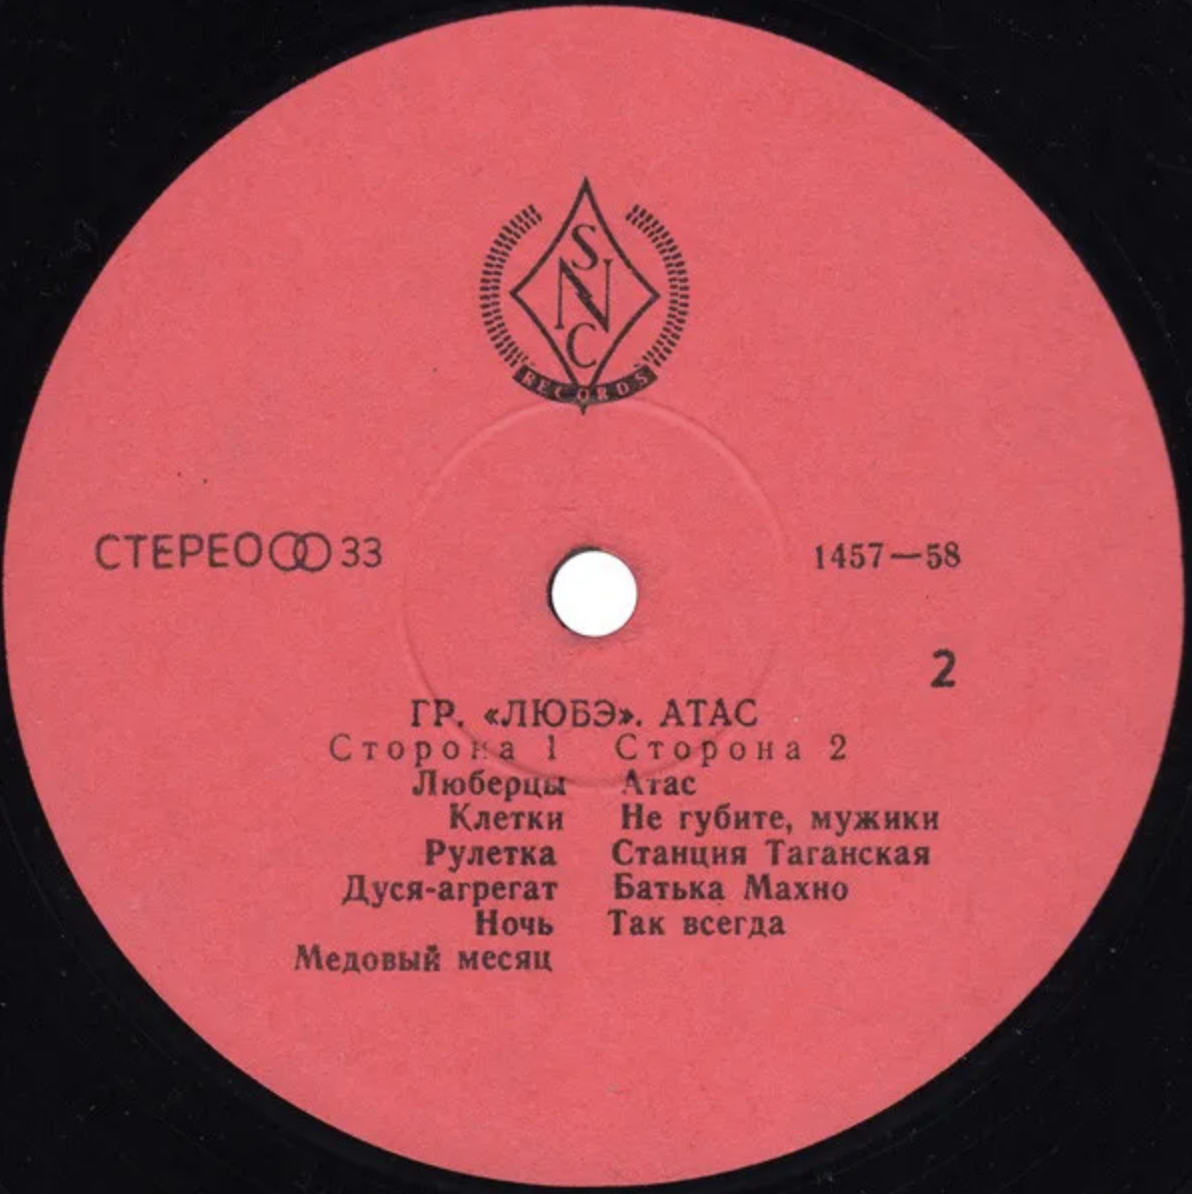 S
N
C
RECORDS
СТЕРЕО 33
1457—58
2
ГР. «ЛЮБЭ». АТАС
Сторона 1 Сторона 2
Люберцы Атас
Клетки Не губите, мужики
Рулетка Станция Таганская
Дуся-агрегат Батька Махно
Ночь Так всегда
Медовый месяц